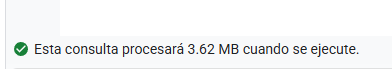 Esta consulta procesará 3.62 MB cuando se ejecute.